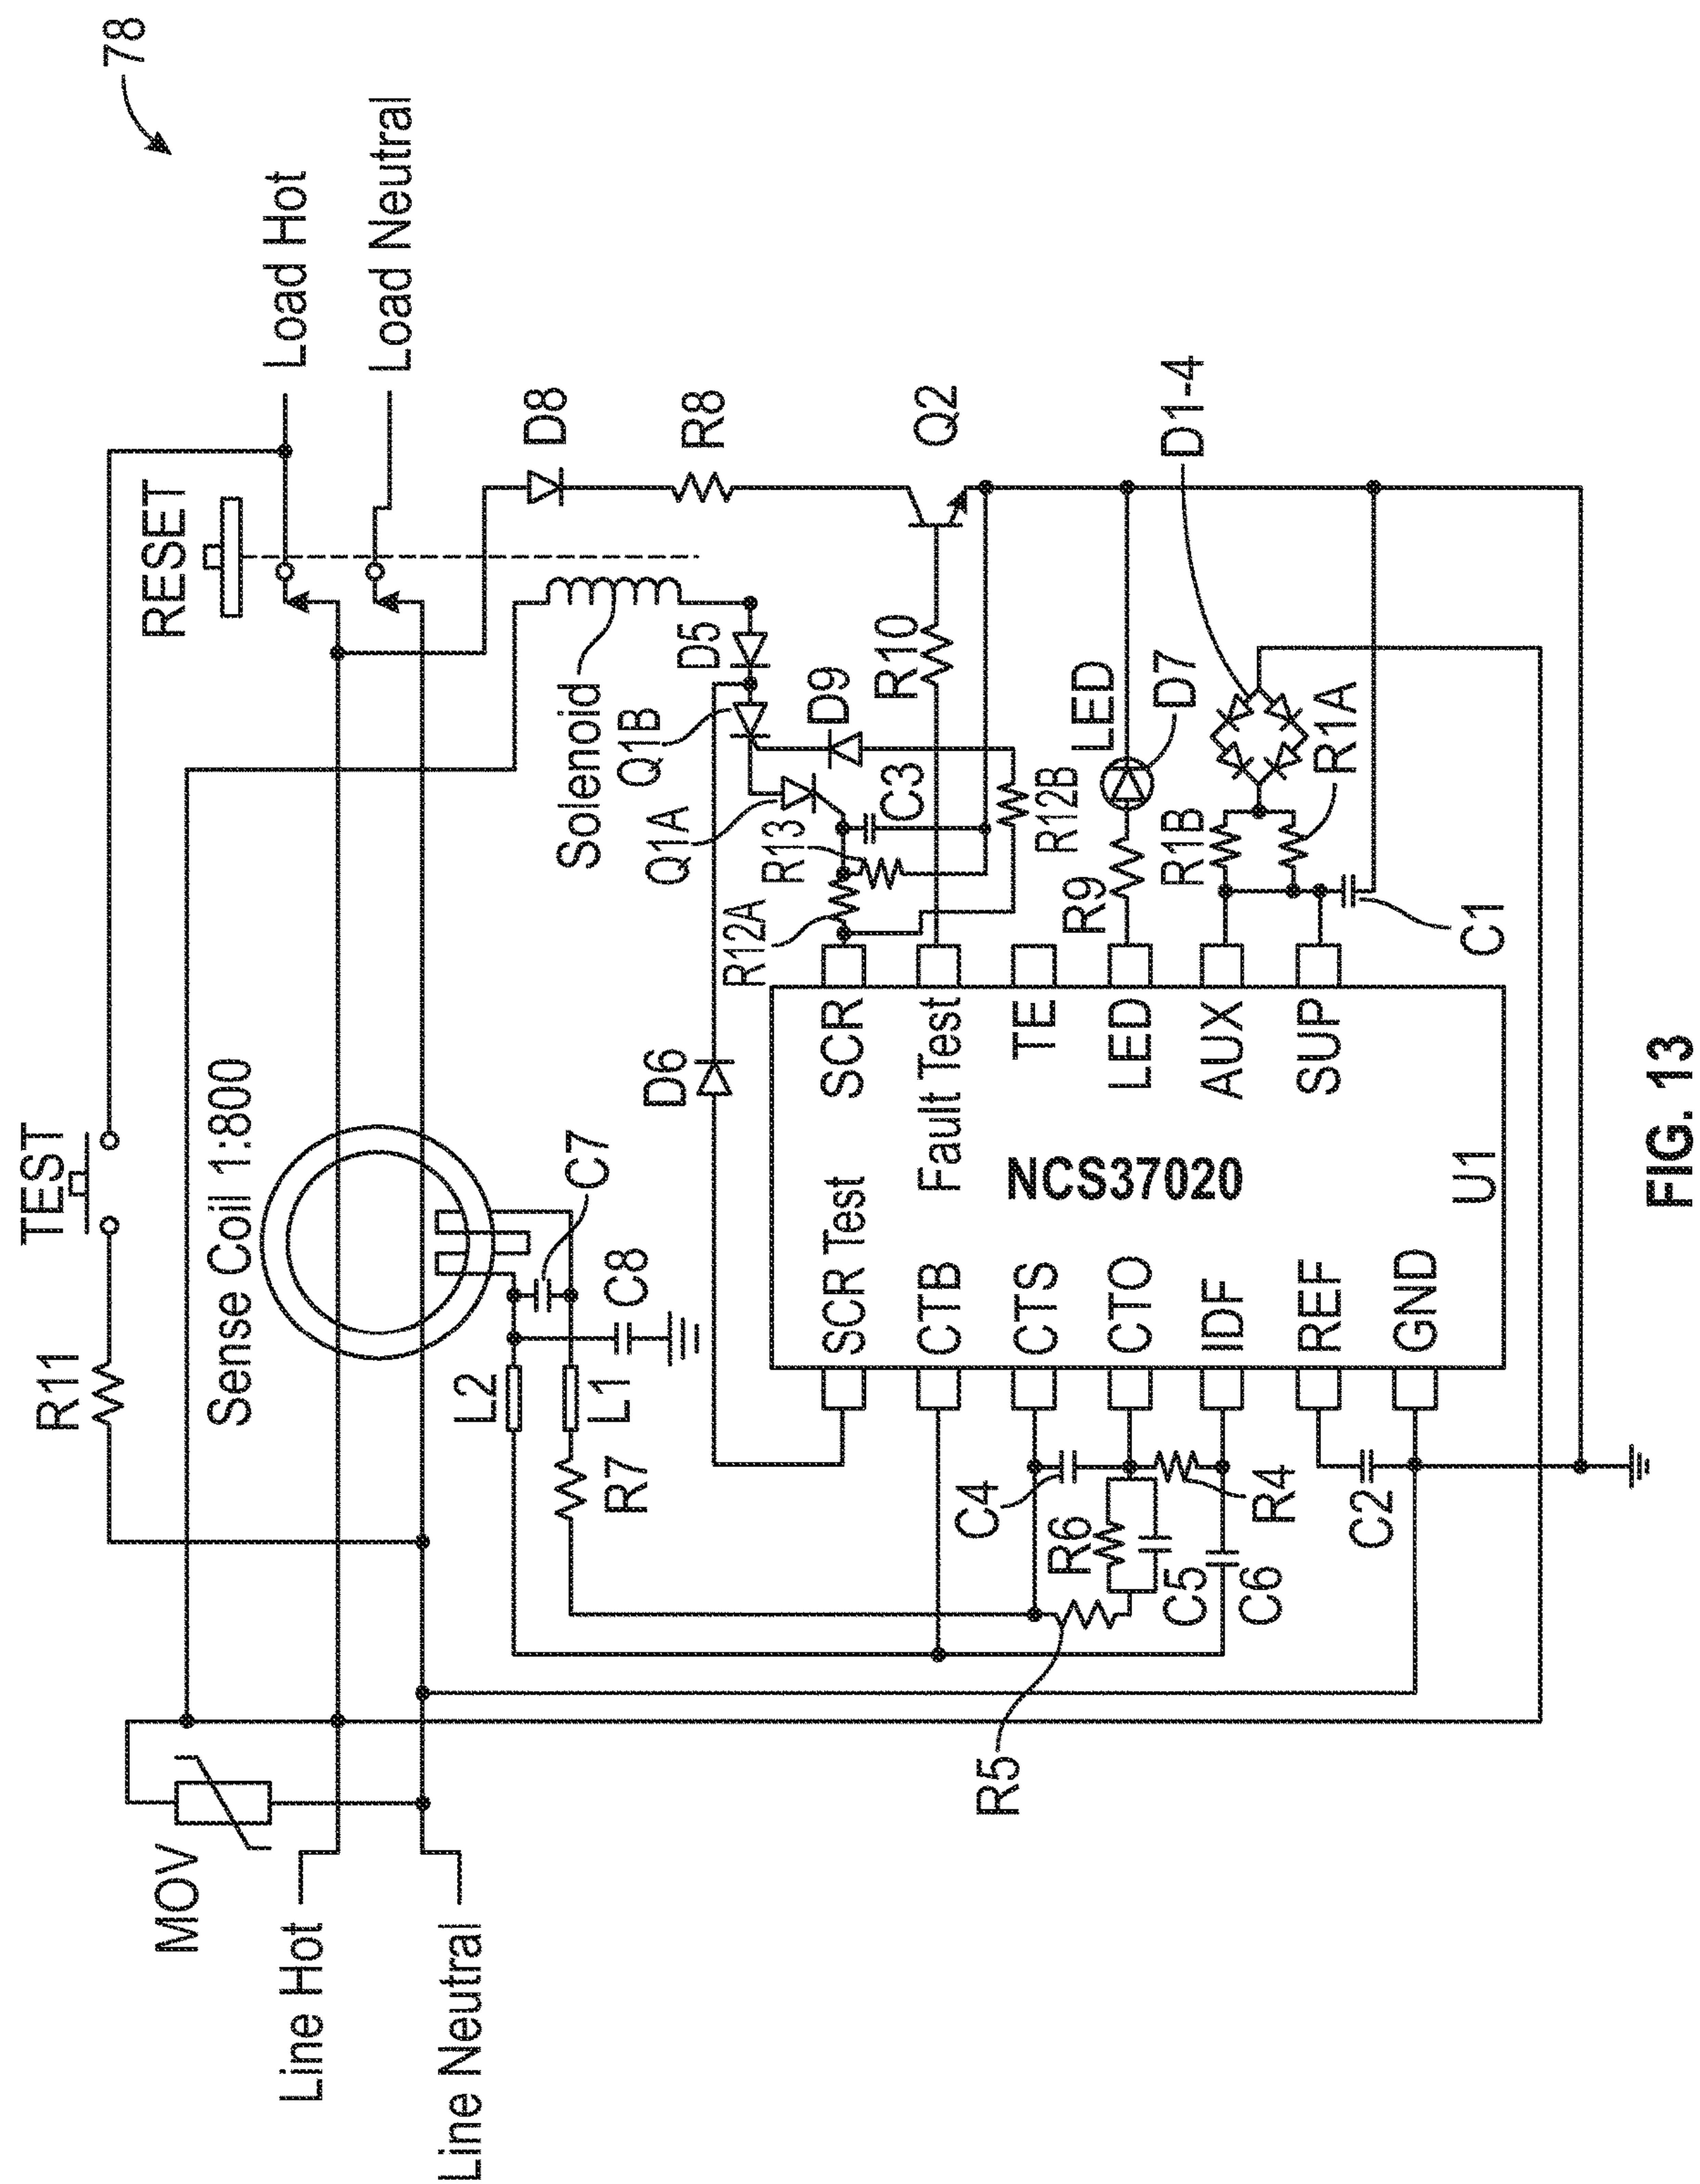 78
TEST
R11
MOV
RESET
Load Hot
Load Neutral
Sense Coil 1:800
Line Hot
Line Neutral
D8
R8
Q2
D1-4
Solenoid
D5
Q1B
D9
R10
LED
D7
Q1A
R13
C3
R12B
R12A
R9
R1B
R1A
C1
L2
L1
C8
C7
R7
D6
SCR Test
SCR
CTB
Fault Test
CTS
TE
NCS37020
CTO
LED
IDF
AUX
REF
SUP
GND
U1
C4
R6
R4
C5
C6
C2
R5
FIG. 13